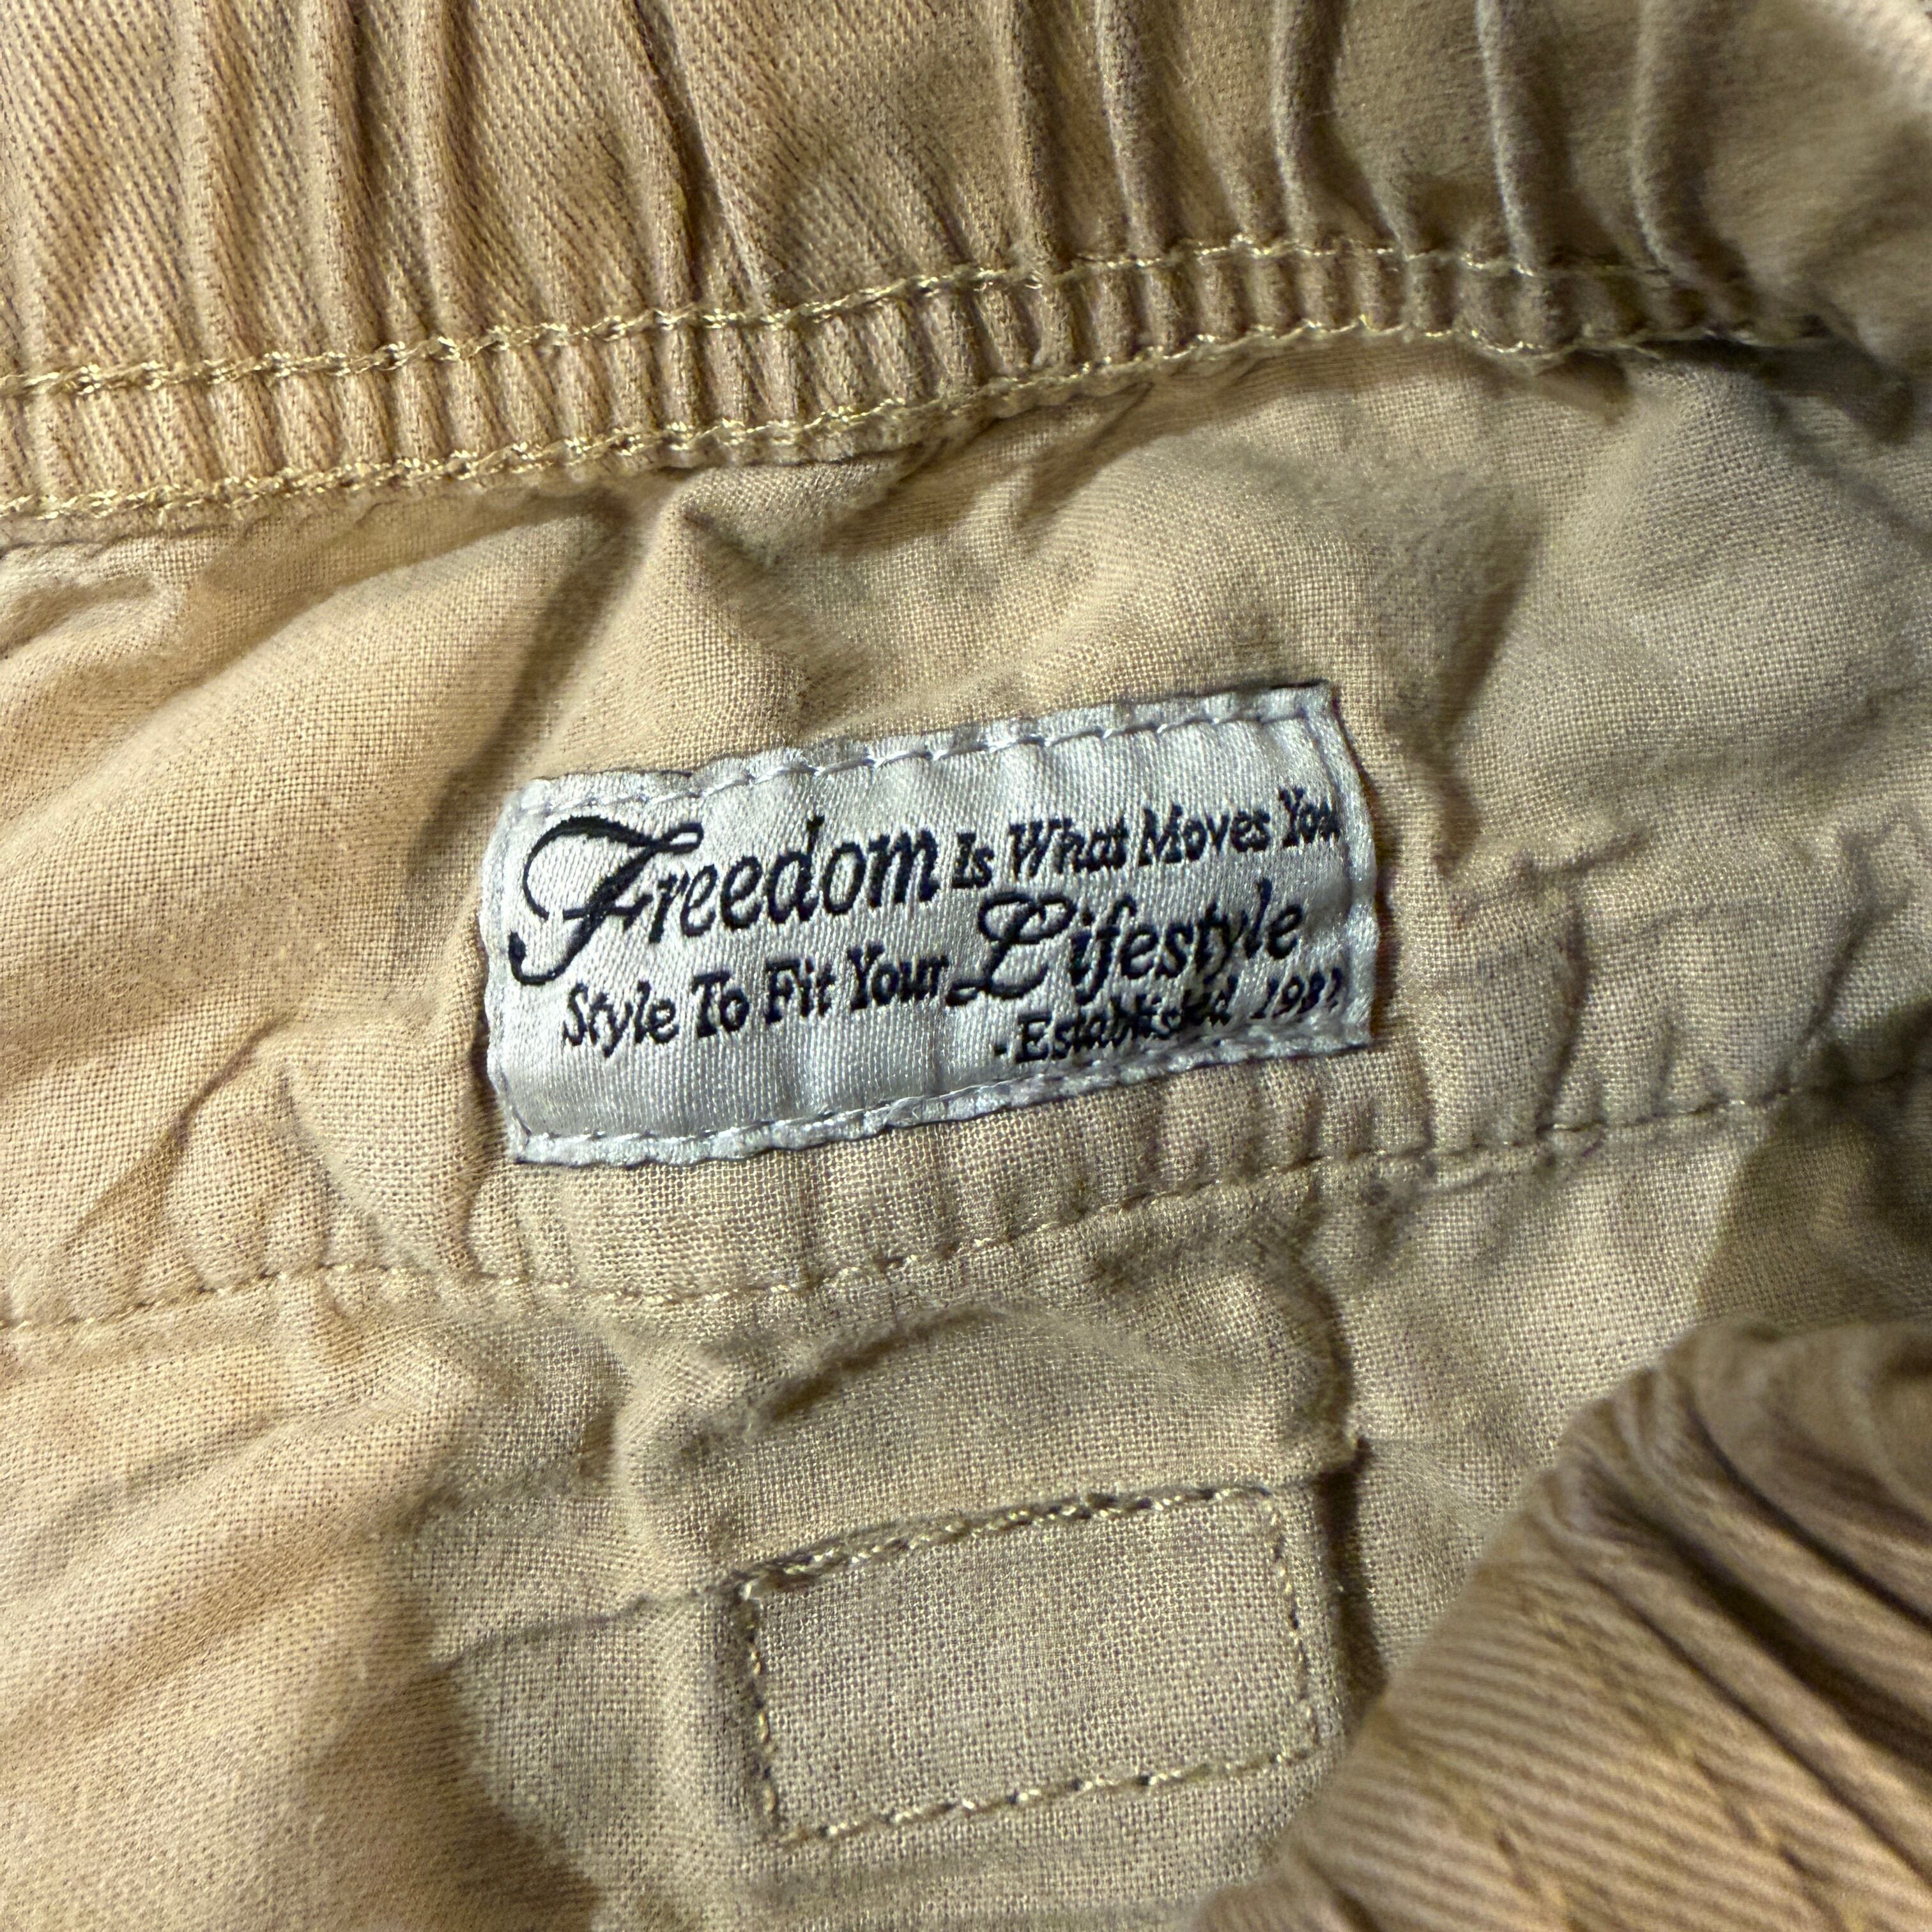 Freedom Is What Moves You
Style To Fit Your Lifestyle
-Established